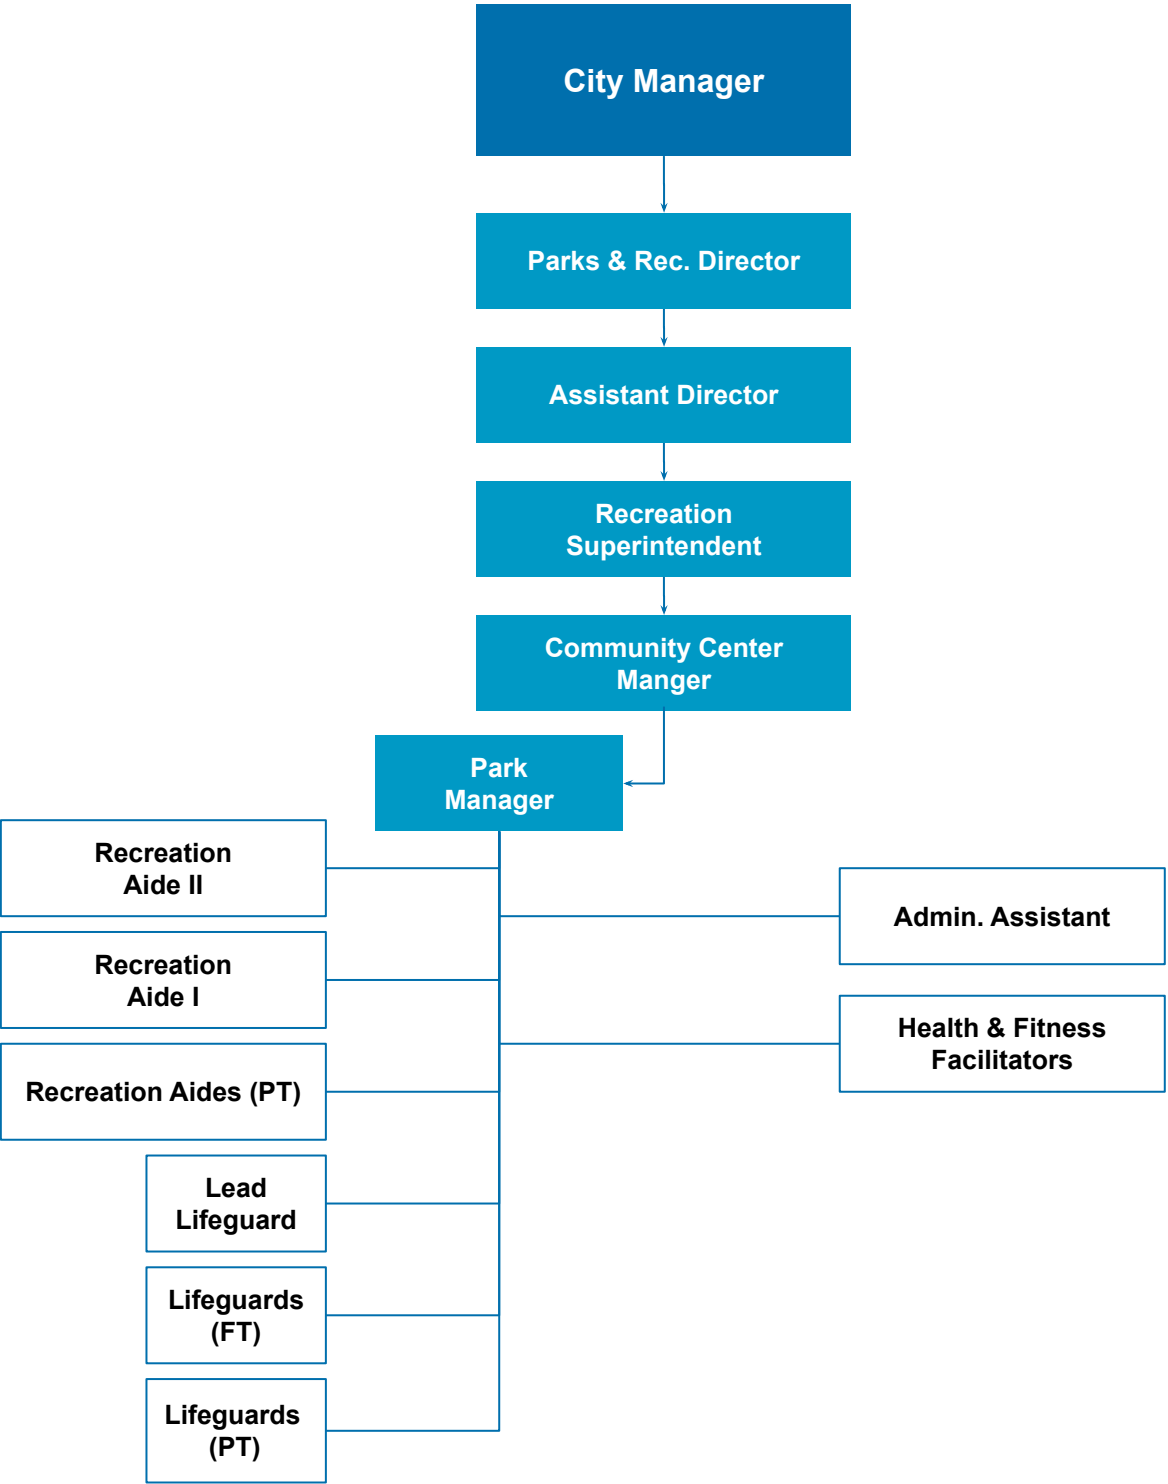 City Manager
Parks & Rec. Director
Assistant Director
Recreation
Superintendent
Community Center
Manger
Park
Manager
Recreation
Aide II
Admin. Assistant
Recreation
Aide I
Health & Fitness
Facilitators
Recreation Aides (PT)
Lead
Lifeguard
Lifeguards
(FT)
Lifeguards
(PT)